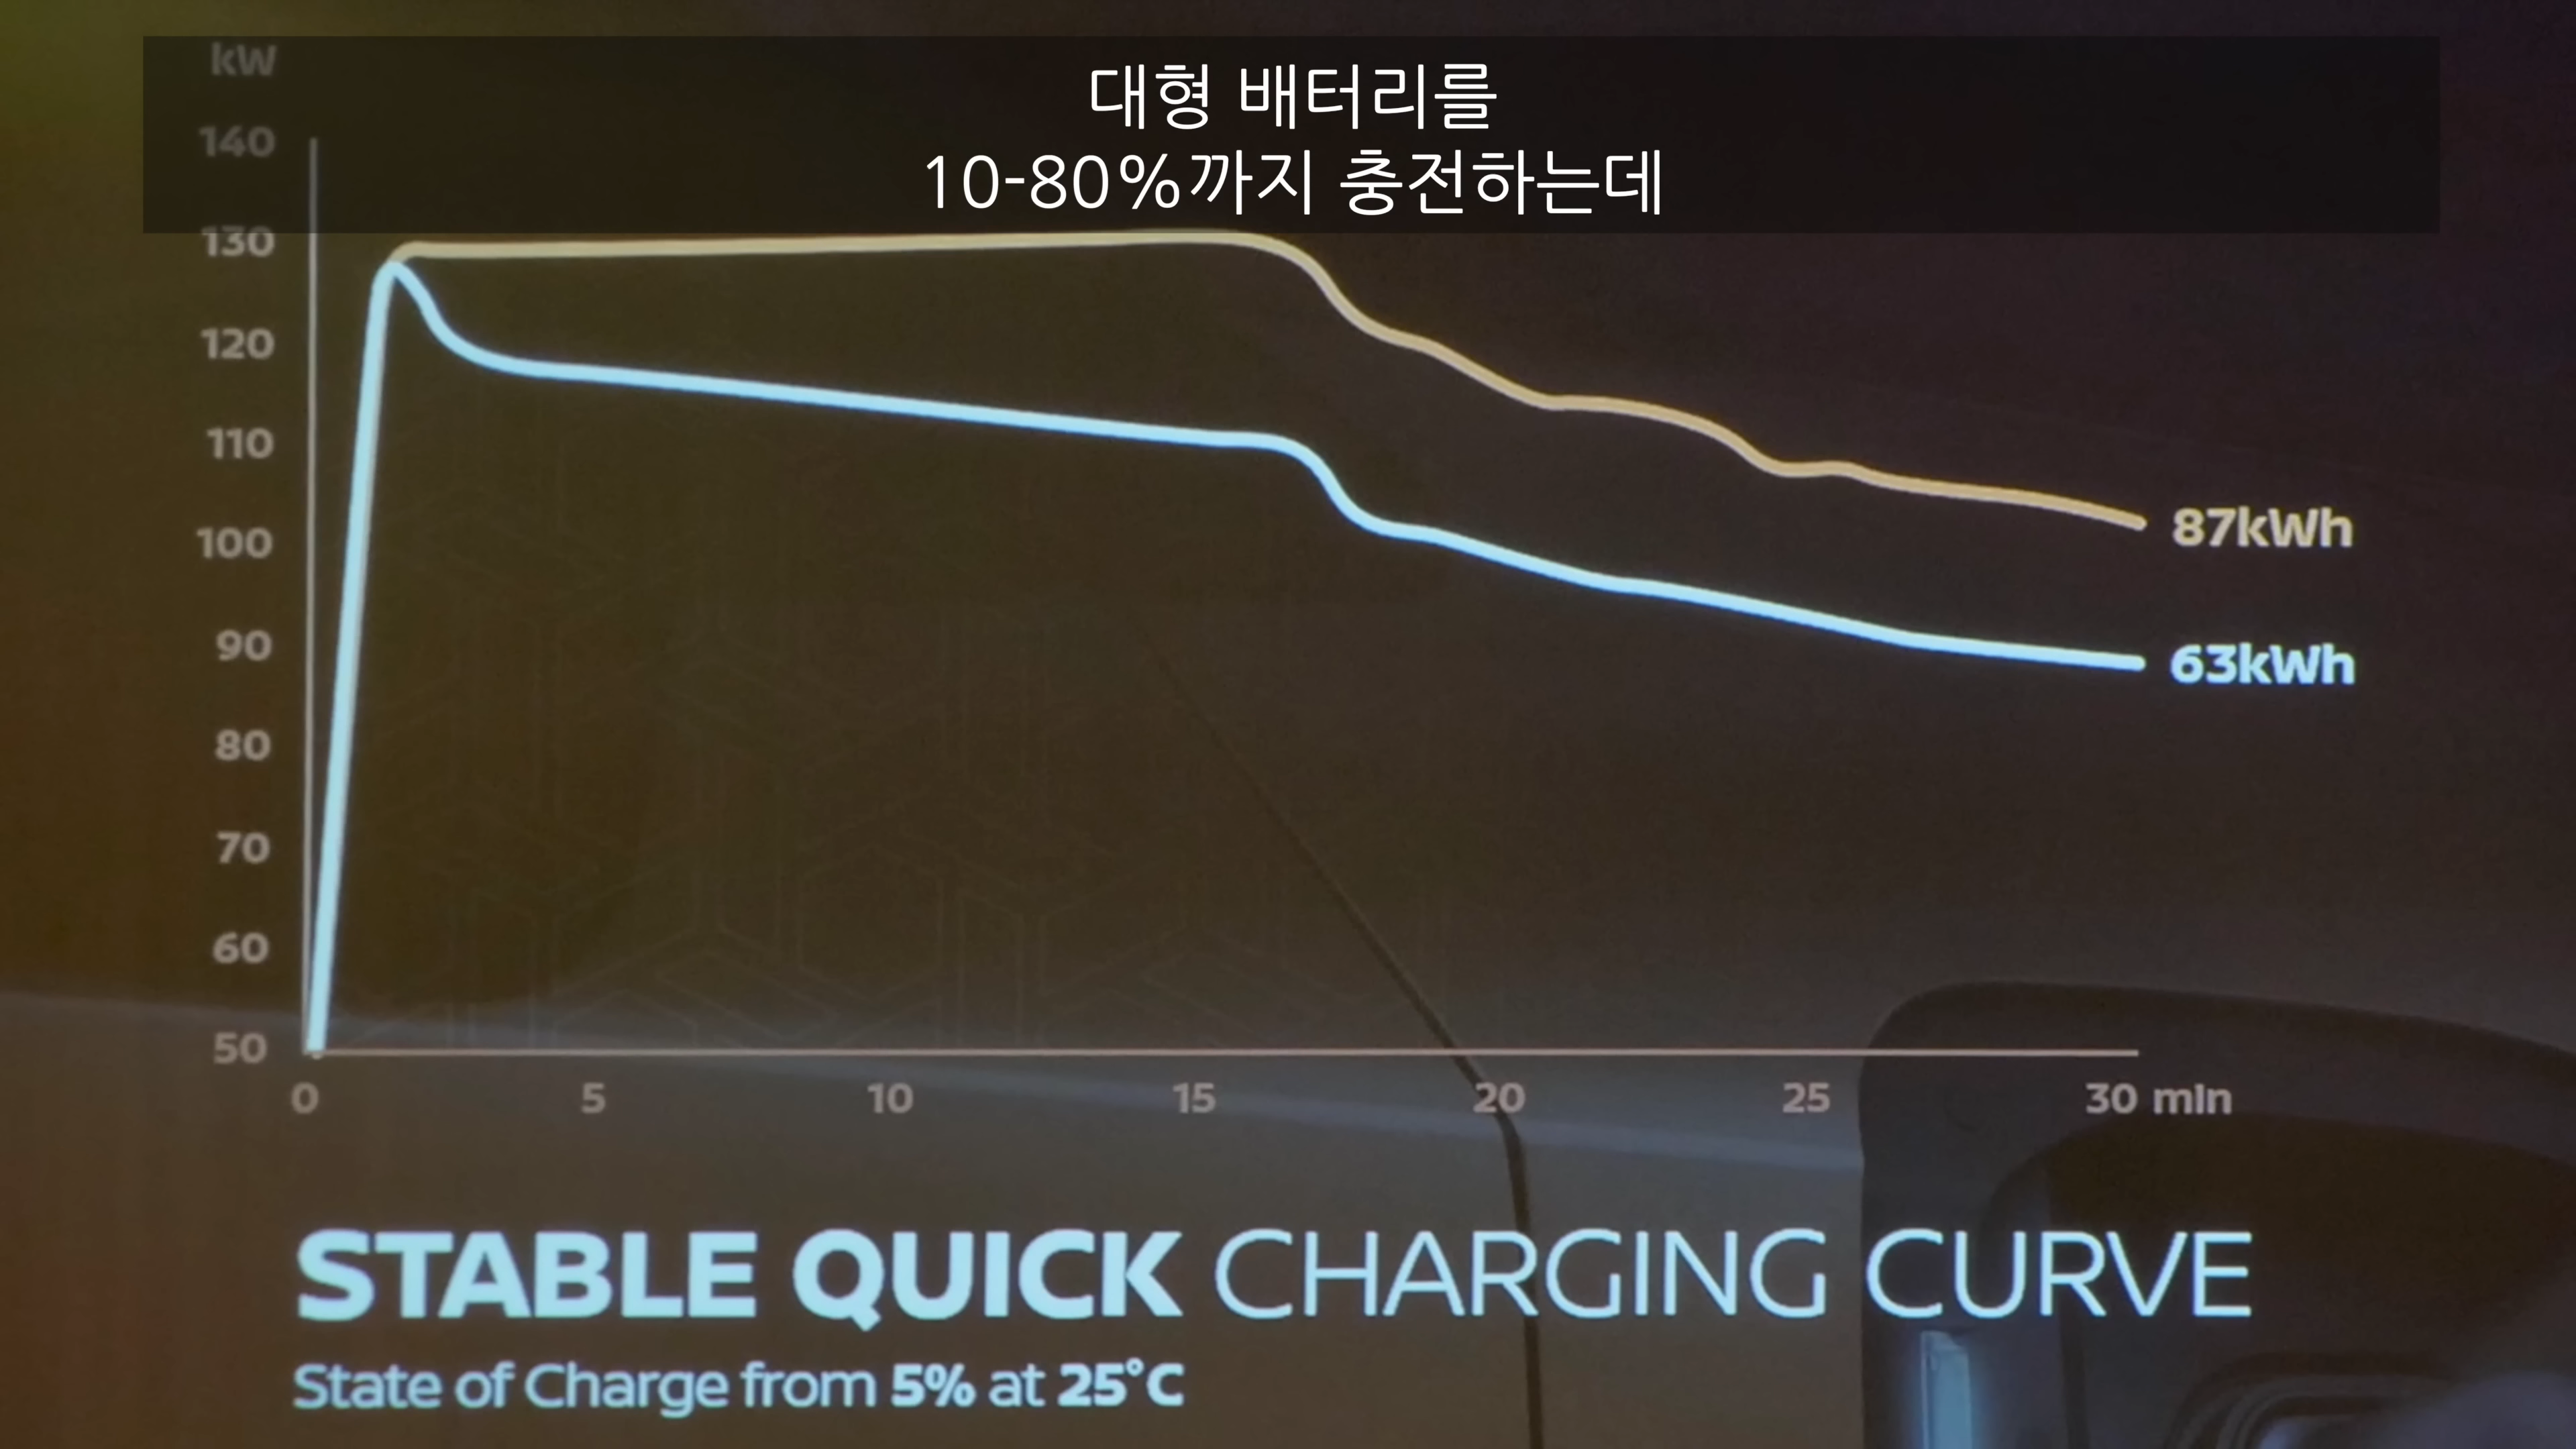 kW
대형 배터리를
10-80%까지 충전하는데
140
130
120
110
100
90
80
70
60
50
87kWh
63kWh
0 5 10 15 20 25 30 min
STABLE QUICK CHARGING CURVE
State of Charge from 5% at 25°C